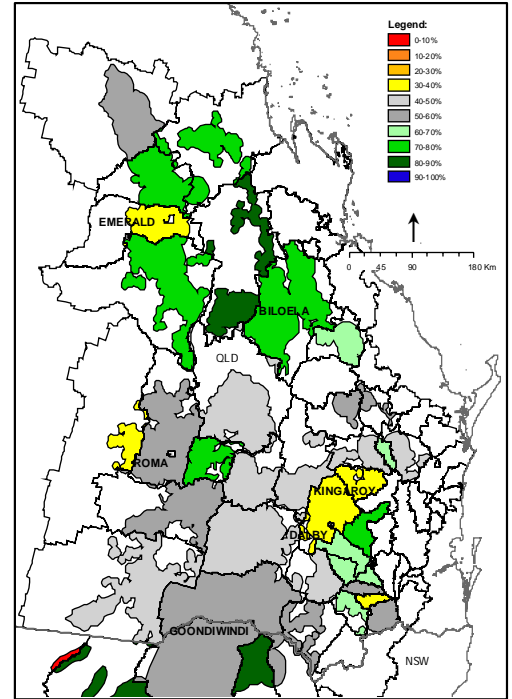 Legend:
0-10%
10-20%
20-30%
30-40%
40-50%
50-60%
60-70%
70-80%
80-90%
90-100%
EMERALD
0 45 90 180 Km
BILOELA
QLD
ROMA
KINGAROY
DALBY
GOONDIWINDI
NSW